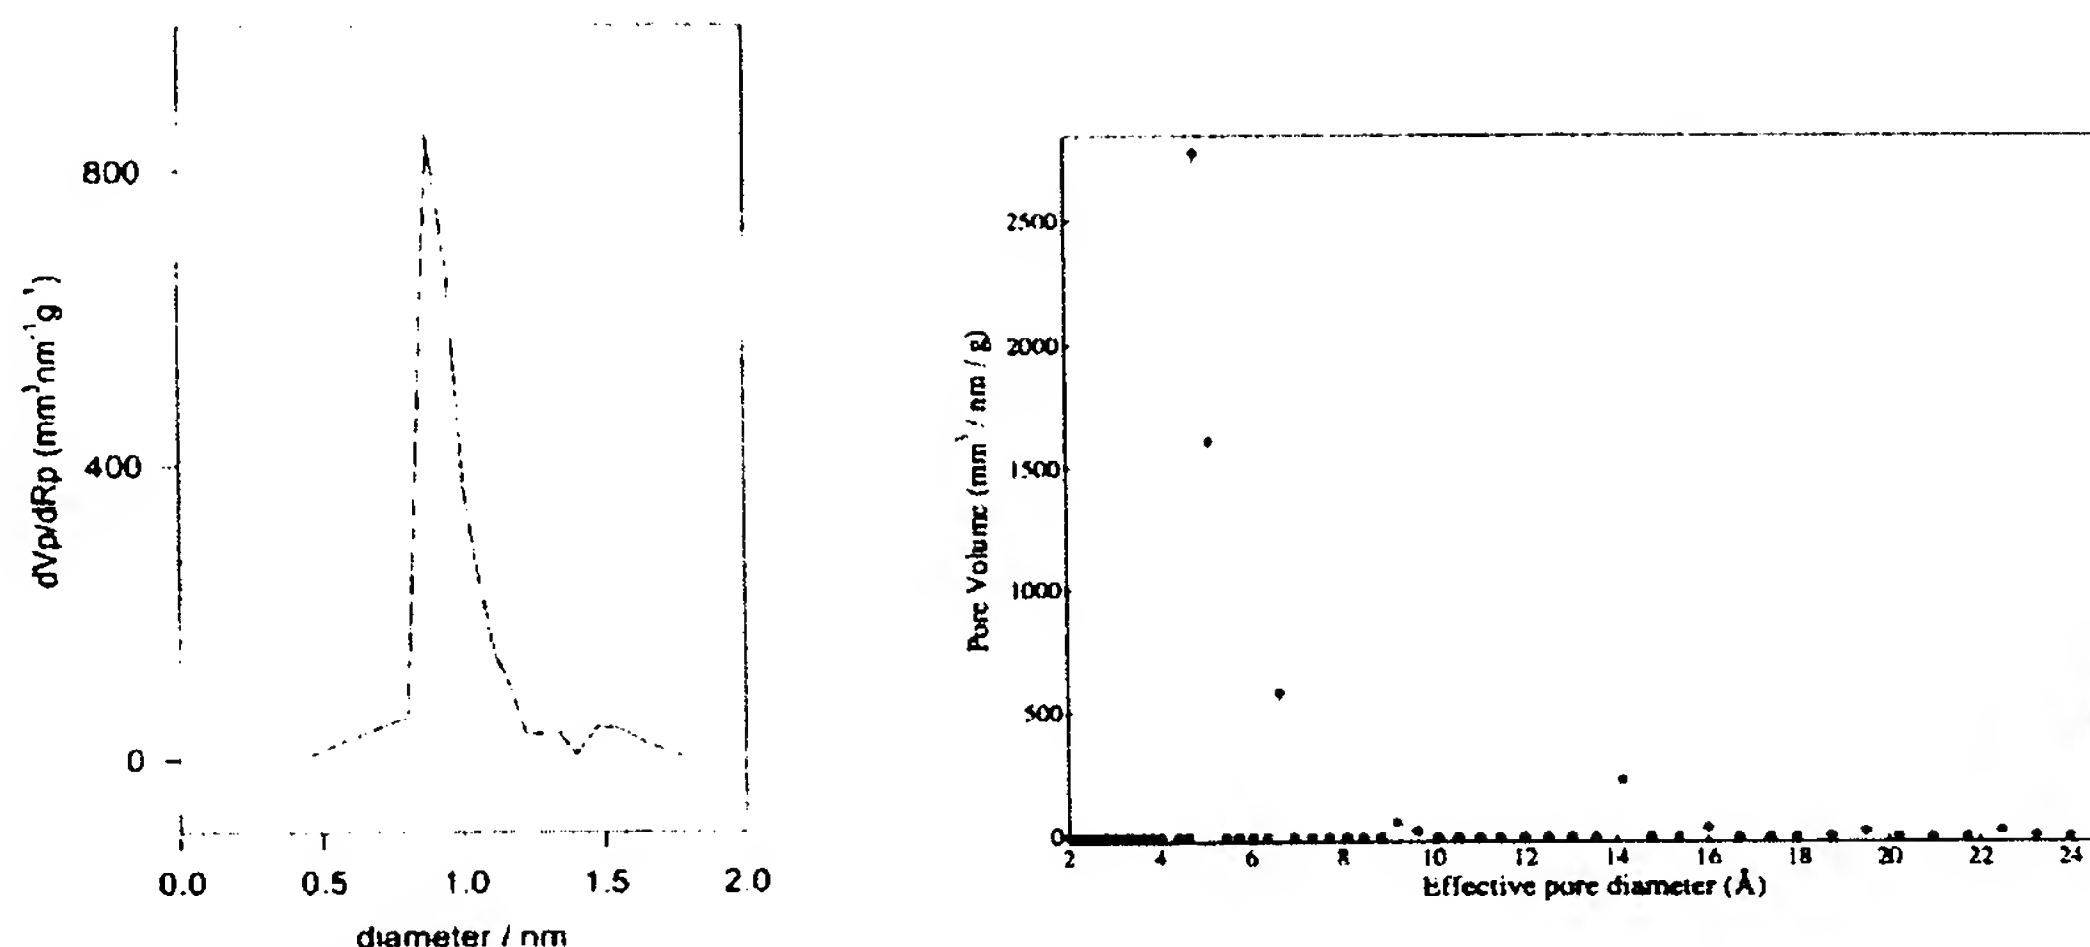 800
400
0
dVp/dRp (mm³nm⁻¹g⁻¹)
0.0 0.5 1.0 1.5 2.0
diameter / nm
2500
2000
1500
1000
500
0
Pore Volume (mm³ / nm / g)
2 4 6 8 10 12 14 16 18 20 22 24
Effective pore diameter (Å)